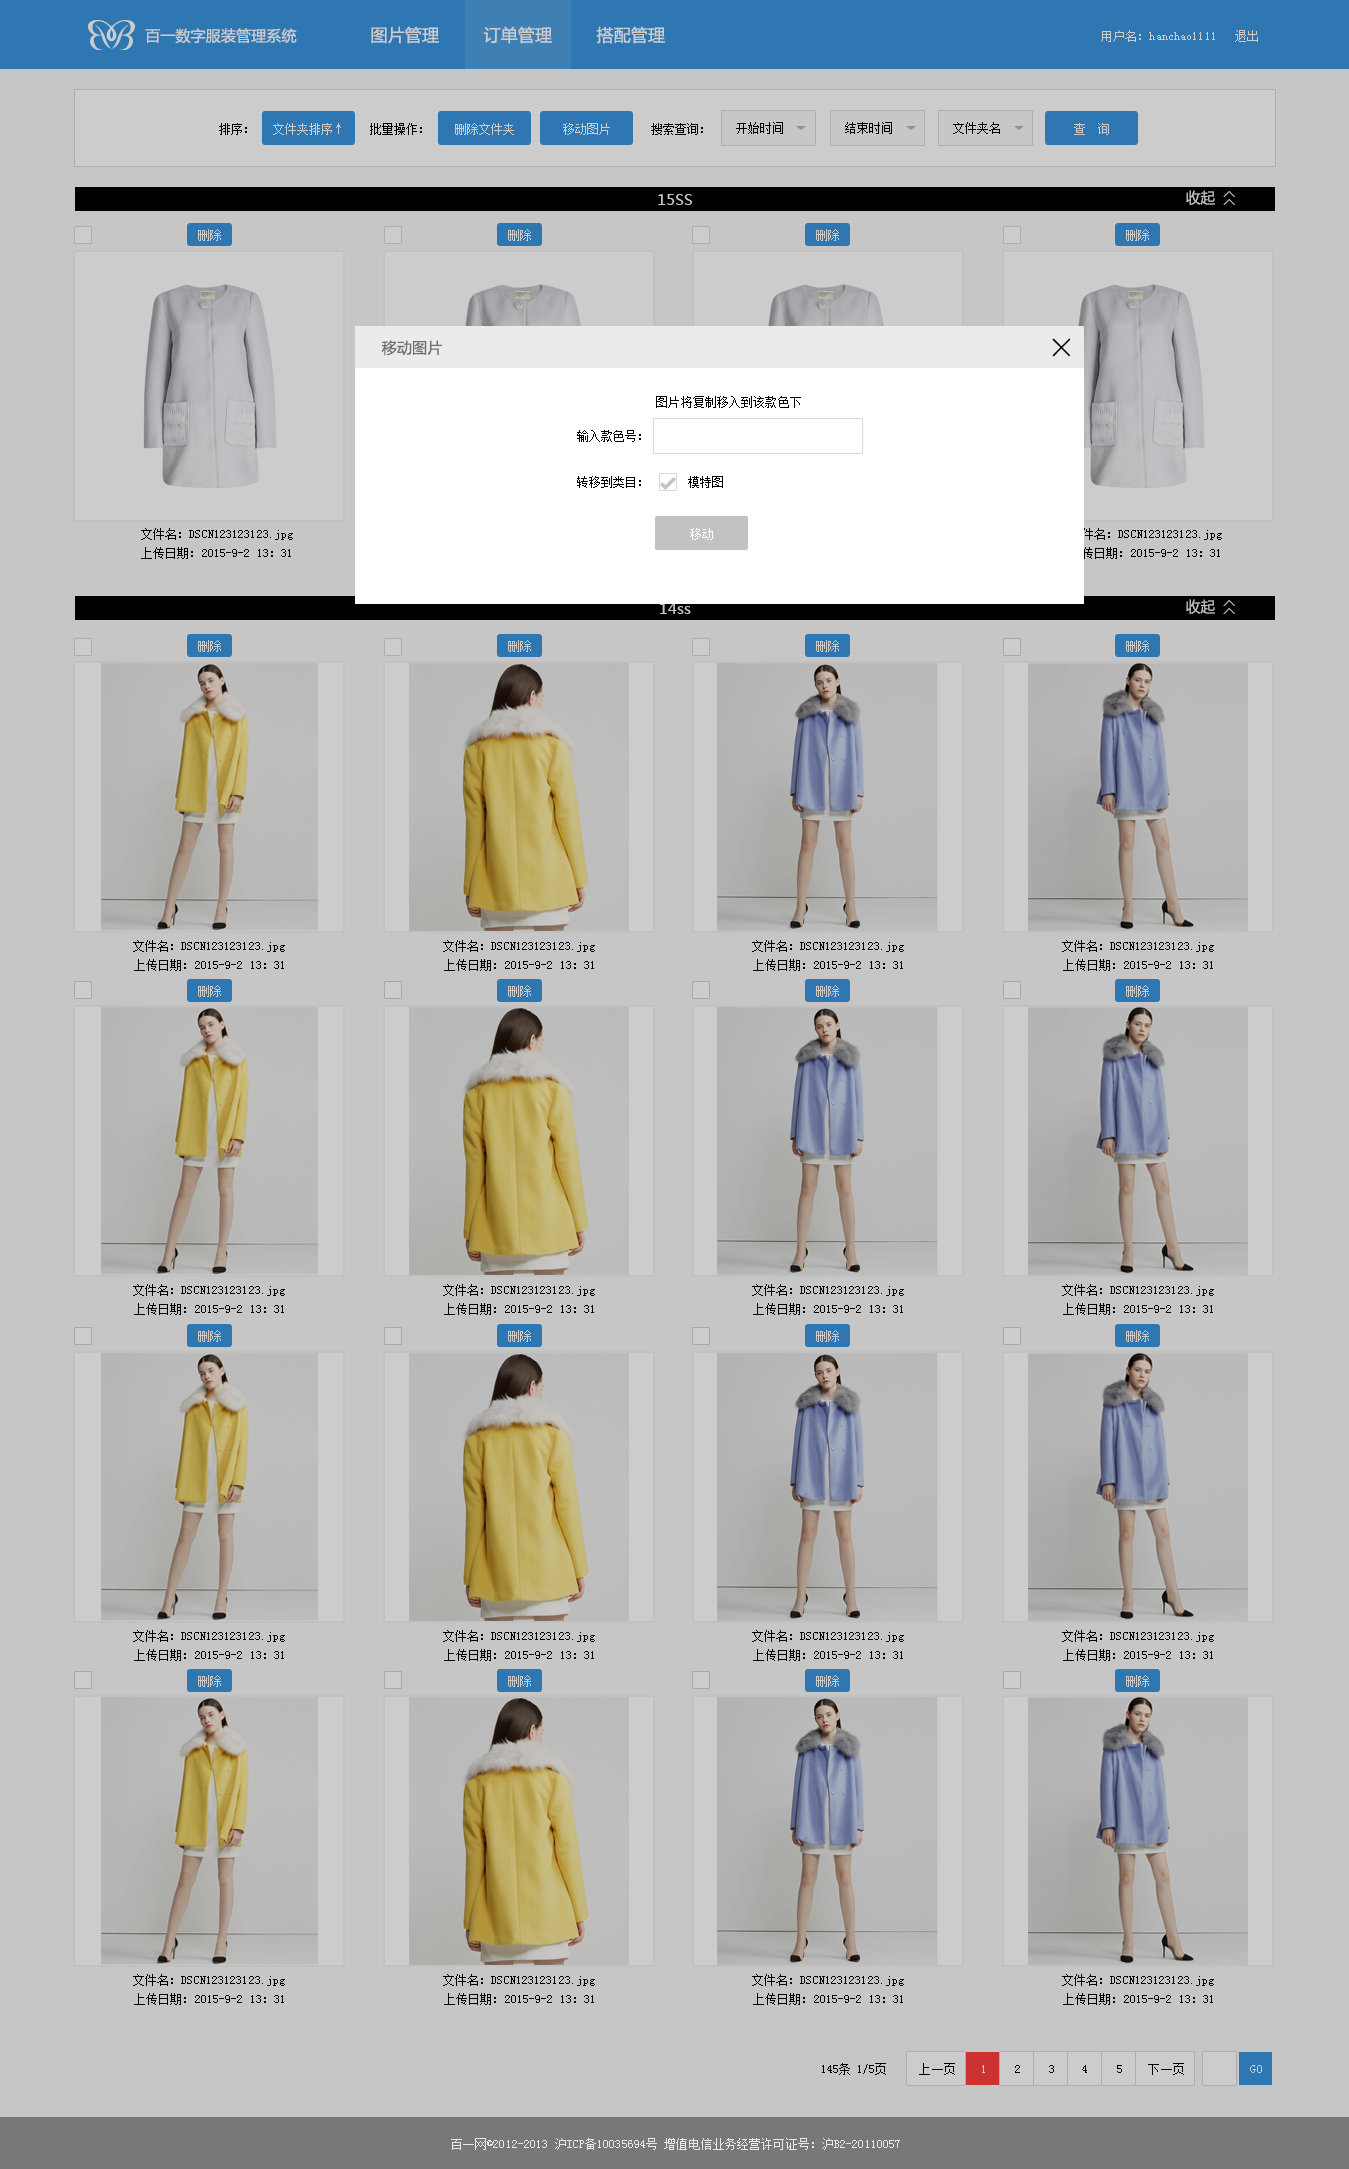 百一数字服装管理系统 图片管理 订单管理 搭配管理 用户名：hanchao1111 退出
排序： 文件夹排序↑ 批量操作： 删除文件夹 移动图片 搜索查询： 开始时间 结束时间 文件夹名 查 询
15SS 收起
删除 删除 删除 删除
移动图片
图片将复制移入到该款色下
输入款色号：
转移到类目： 模特图
移动
文件名：DSCN123123123.jpg 件名：DSCN123123123.jpg
上传日期：2015-9-2 13：31 传日期：2015-9-2 13：31
14ss 收起
删除 删除 删除 删除
文件名：DSCN123123123.jpg 文件名：DSCN123123123.jpg 文件名：DSCN123123123.jpg 文件名：DSCN123123123.jpg
上传日期：2015-9-2 13：31 上传日期：2015-9-2 13：31 上传日期：2015-9-2 13：31 上传日期：2015-9-2 13：31
删除 删除 删除 删除
文件名：DSCN123123123.jpg 文件名：DSCN123123123.jpg 文件名：DSCN123123123.jpg 文件名：DSCN123123123.jpg
上传日期：2015-9-2 13：31 上传日期：2015-9-2 13：31 上传日期：2015-9-2 13：31 上传日期：2015-9-2 13：31
删除 删除 删除 删除
文件名：DSCN123123123.jpg 文件名：DSCN123123123.jpg 文件名：DSCN123123123.jpg 文件名：DSCN123123123.jpg
上传日期：2015-9-2 13：31 上传日期：2015-9-2 13：31 上传日期：2015-9-2 13：31 上传日期：2015-9-2 13：31
删除 删除 删除 删除
文件名：DSCN123123123.jpg 文件名：DSCN123123123.jpg 文件名：DSCN123123123.jpg 文件名：DSCN123123123.jpg
上传日期：2015-9-2 13：31 上传日期：2015-9-2 13：31 上传日期：2015-9-2 13：31 上传日期：2015-9-2 13：31
145条 1/5页 上一页 1 2 3 4 5 下一页 GO
百一网©2012-2013 沪ICP备10035694号 增值电信业务经营许可证号：沪B2-20110057